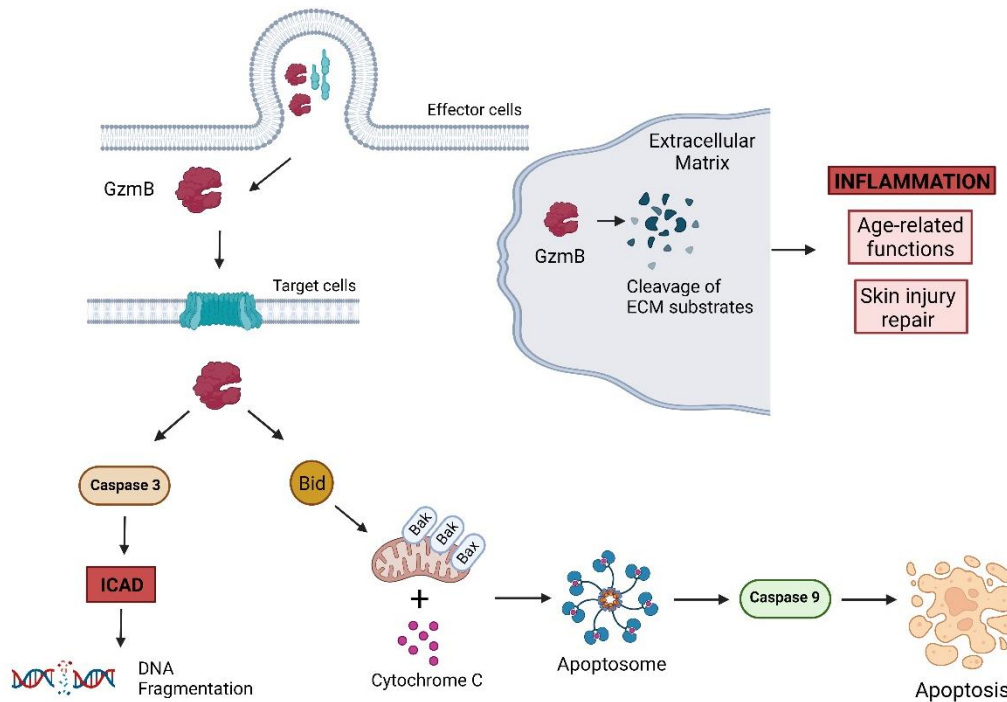 Effector cells
GzmB
Target cells
Extracellular
Matrix
GzmB
Cleavage of
ECM substrates
INFLAMMATION
Age-related
functions
Skin injury
repair
Caspase 3
Bid
ICAD
DNA
Fragmentation
Bak
Bak
Bax
+
Cytochrome C
Apoptosome
Caspase 9
Apoptosis